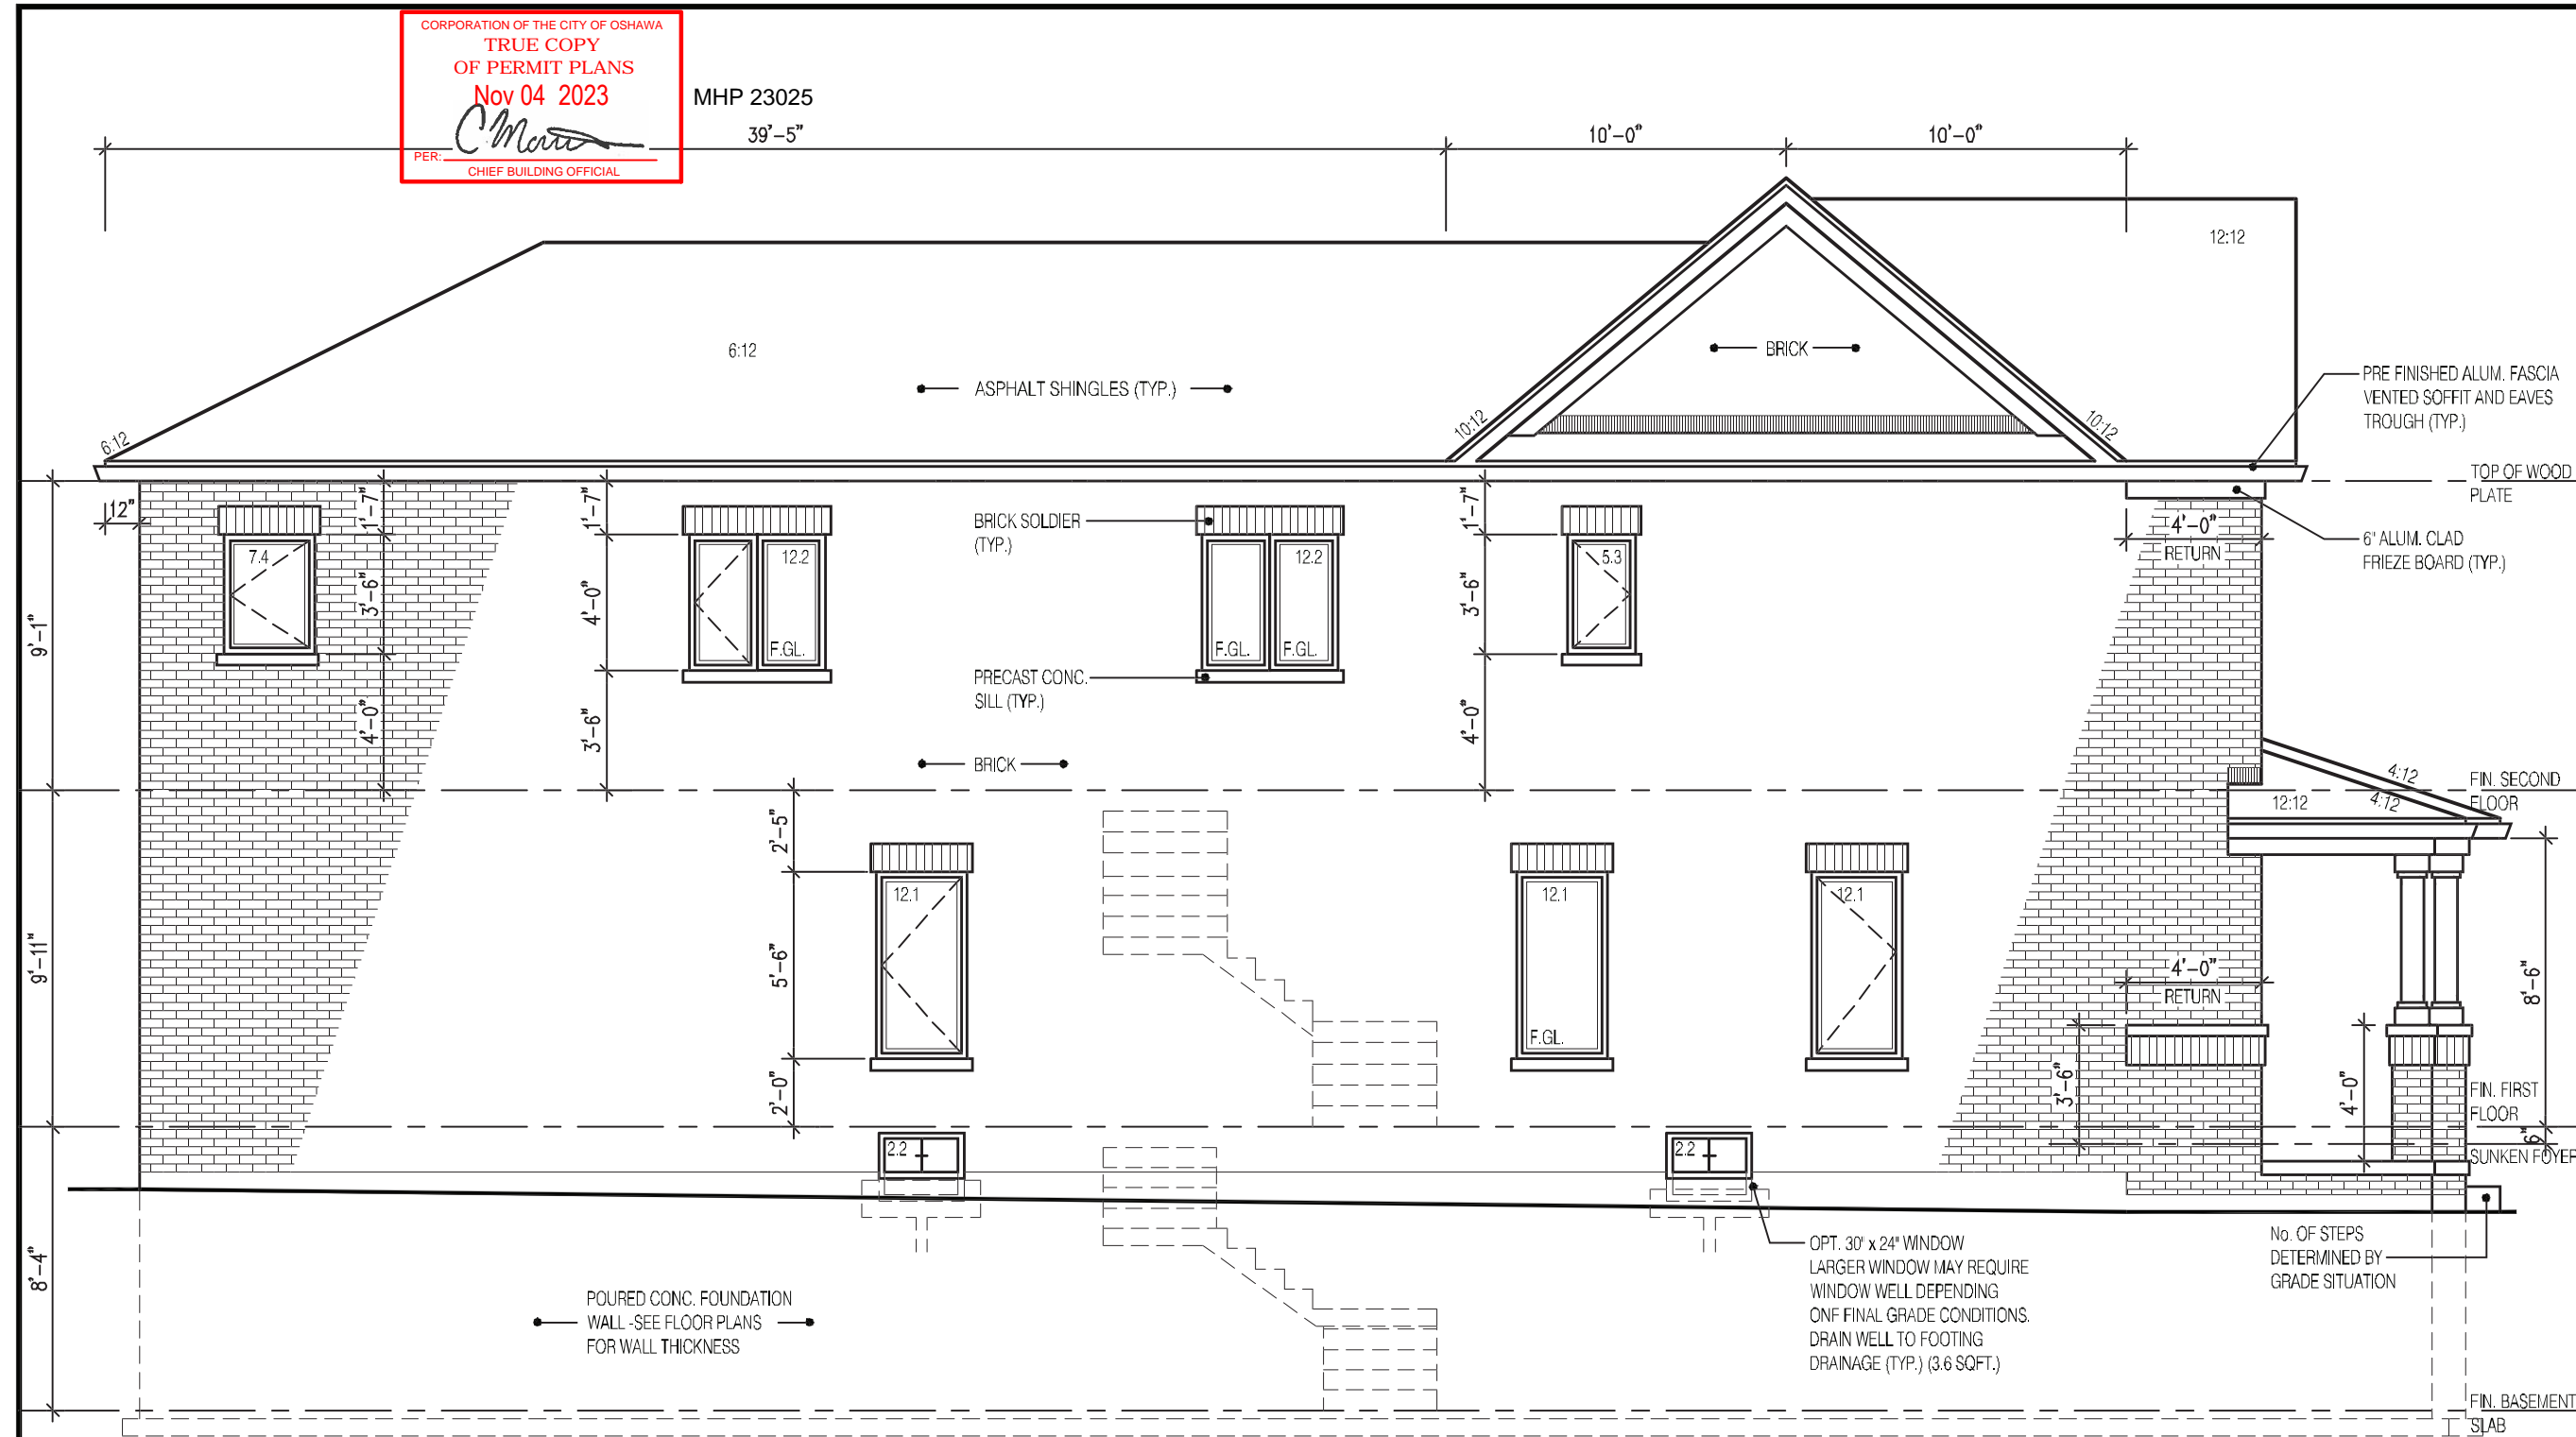 CORPORATION OF THE CITY OF OSHAWA
TRUE COPY
OF PERMIT PLANS
Nov 04 2023
PER:
CHIEF BUILDING OFFICIAL
MHP 23025
39'-5"
10'-0"
10'-0"
12:12
6:12
BRICK
ASPHALT SHINGLES (TYP.)
PRE FINISHED ALUM. FASCIA
VENTED SOFFIT AND EAVES
TROUGH (TYP.)
6:12
10:12
10:12
TOP OF WOOD
PLATE
12"
1'-7"
1'-7"
1'-7"
BRICK SOLDIER
(TYP.)
4'-0"
RETURN
6" ALUM. CLAD
FRIEZE BOARD (TYP.)
7.4
12.2
12.2
5.3
3'-6"
4'-0"
3'-6"
9'-1"
F.GL.
F.GL.
F.GL.
PRECAST CONC.
SILL (TYP.)
4'-0"
3'-6"
4'-0"
BRICK
4:12
FIN. SECOND
FLOOR
12:12
4:12
2'-5"
12.1
12.1
12.1
9'-11"
5'-6"
4'-0"
RETURN
8'-6"
F.GL.
2'-0"
3'-6"
4'-0"
FIN. FIRST
FLOOR
6"
SUNKEN FOYER
2.2
2.2
8'-4"
OPT. 30" x 24" WINDOW
LARGER WINDOW MAY REQUIRE
WINDOW WELL DEPENDING
ONF FINAL GRADE CONDITIONS.
DRAIN WELL TO FOOTING
DRAINAGE (TYP.) (3.6 SQFT.)
No. OF STEPS
DETERMINED BY
GRADE SITUATION
POURED CONC. FOUNDATION
WALL -SEE FLOOR PLANS
FOR WALL THICKNESS
FIN. BASEMENT
SLAB